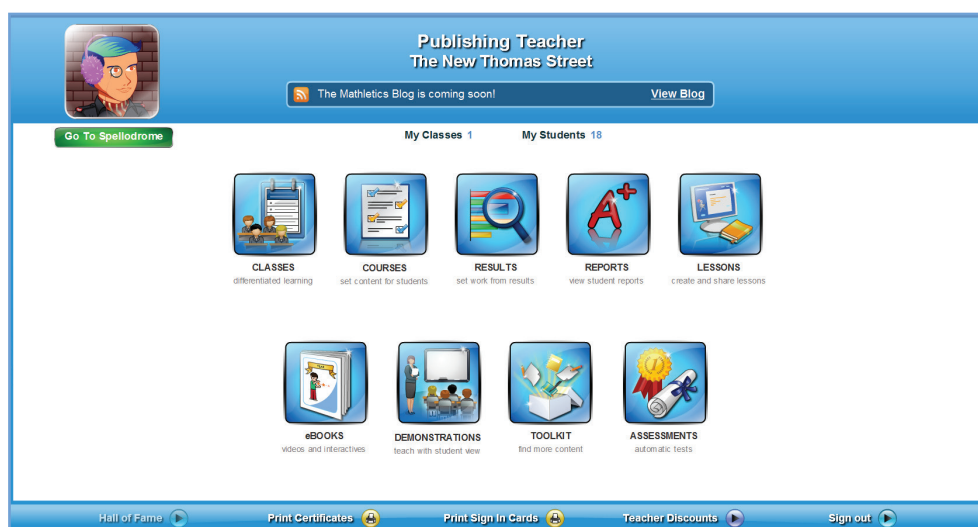 Publishing Teacher
The New Thomas Street
The Mathletics Blog is coming soon! View Blog
Go To Spellodrome
My Classes 1 My Students 18
CLASSES COURSES RESULTS REPORTS LESSONS
differentiated learning set content for students set work from results view student reports create and share lessons
eBOOKS DEMONSTRATIONS TOOLKIT ASSESSMENTS
videos and interactives teach with student view find more content automatic tests
Hall of Fame Print Certificates Print Sign In Cards Teacher Discounts Sign out